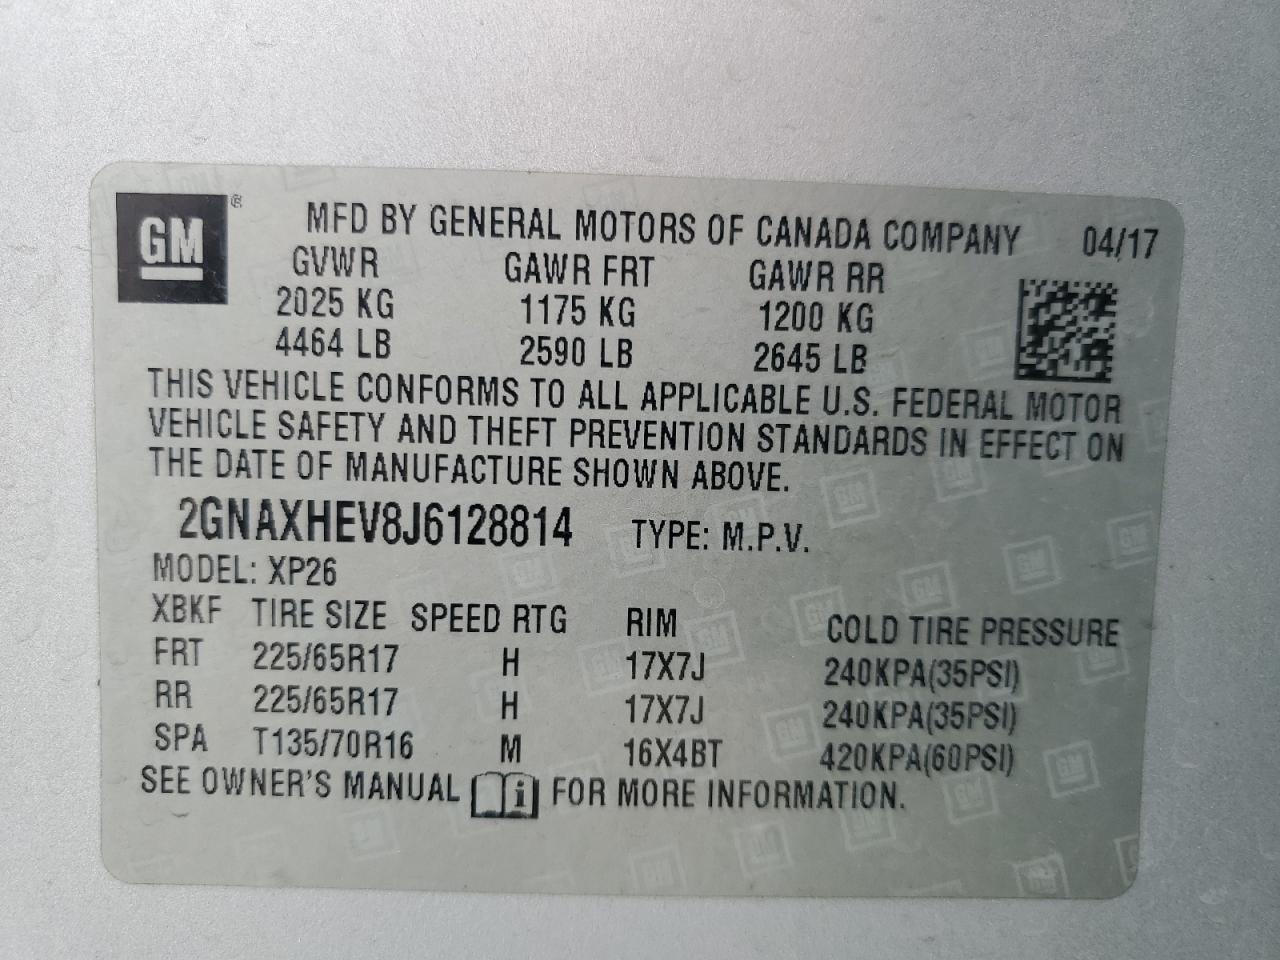 GM ® MFD BY GENERAL MOTORS OF CANADA COMPANY 04/17
GVWR GAWR FRT GAWR RR
2025 KG 1175 KG 1200 KG
4464 LB 2590 LB 2645 LB
THIS VEHICLE CONFORMS TO ALL APPLICABLE U.S. FEDERAL MOTOR
VEHICLE SAFETY AND THEFT PREVENTION STANDARDS IN EFFECT ON
THE DATE OF MANUFACTURE SHOWN ABOVE.
2GNAXHEV8J6128814 TYPE: M.P.V.
MODEL: XP26
XBKF TIRE SIZE SPEED RTG RIM COLD TIRE PRESSURE
FRT 225/65R17 H 17X7J 240KPA(35PSI)
RR 225/65R17 H 17X7J 240KPA(35PSI)
SPA T135/70R16 M 16X4BT 420KPA(60PSI)
SEE OWNER'S MANUAL i FOR MORE INFORMATION.